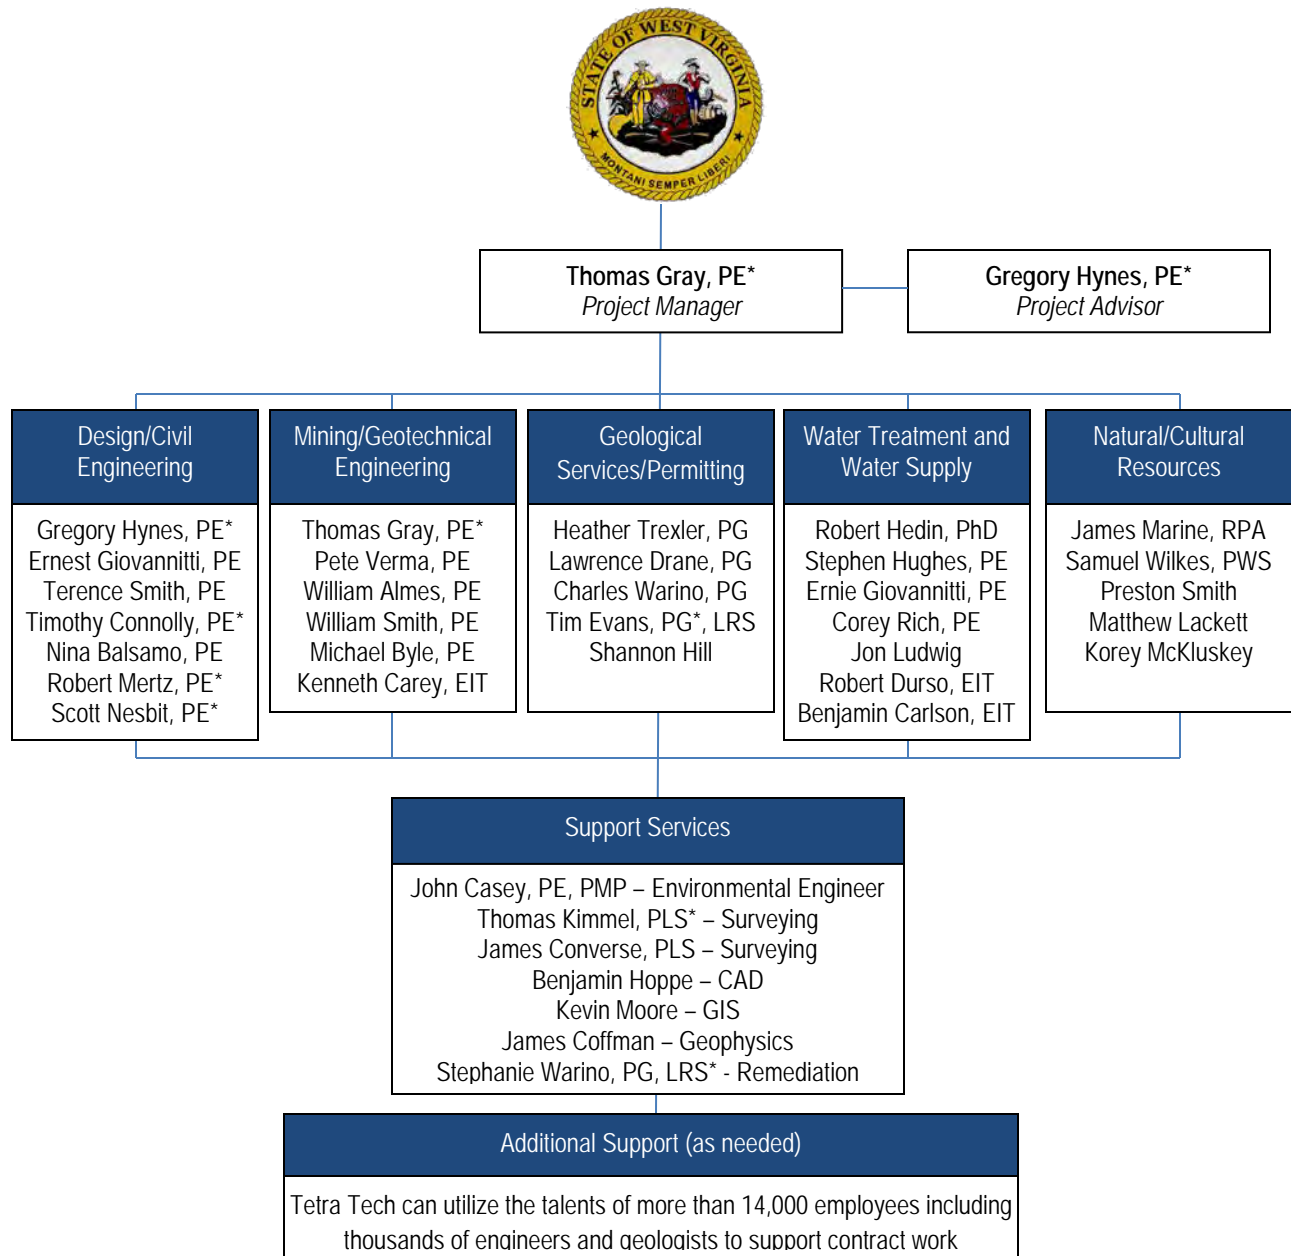 STATE OF WEST VIRGINIA
MONTANI SEMPER LIBERI
Thomas Gray, PE*
Project Manager
Gregory Hynes, PE*
Project Advisor
Design/Civil
Engineering
Gregory Hynes, PE*
Ernest Giovannitti, PE
Terence Smith, PE
Timothy Connolly, PE*
Nina Balsamo, PE
Robert Mertz, PE*
Scott Nesbit, PE*
Mining/Geotechnical
Engineering
Thomas Gray, PE*
Pete Verma, PE
William Almes, PE
William Smith, PE
Michael Byle, PE
Kenneth Carey, EIT
Geological
Services/Permitting
Heather Trexler, PG
Lawrence Drane, PG
Charles Warino, PG
Tim Evans, PG*, LRS
Shannon Hill
Water Treatment and
Water Supply
Robert Hedin, PhD
Stephen Hughes, PE
Ernie Giovannitti, PE
Corey Rich, PE
Jon Ludwig
Robert Durso, EIT
Benjamin Carlson, EIT
Natural/Cultural
Resources
James Marine, RPA
Samuel Wilkes, PWS
Preston Smith
Matthew Lackett
Korey McKluskey
Support Services
John Casey, PE, PMP – Environmental Engineer
Thomas Kimmel, PLS* – Surveying
James Converse, PLS – Surveying
Benjamin Hoppe – CAD
Kevin Moore – GIS
James Coffman – Geophysics
Stephanie Warino, PG, LRS* - Remediation
Additional Support (as needed)
Tetra Tech can utilize the talents of more than 14,000 employees including
thousands of engineers and geologists to support contract work